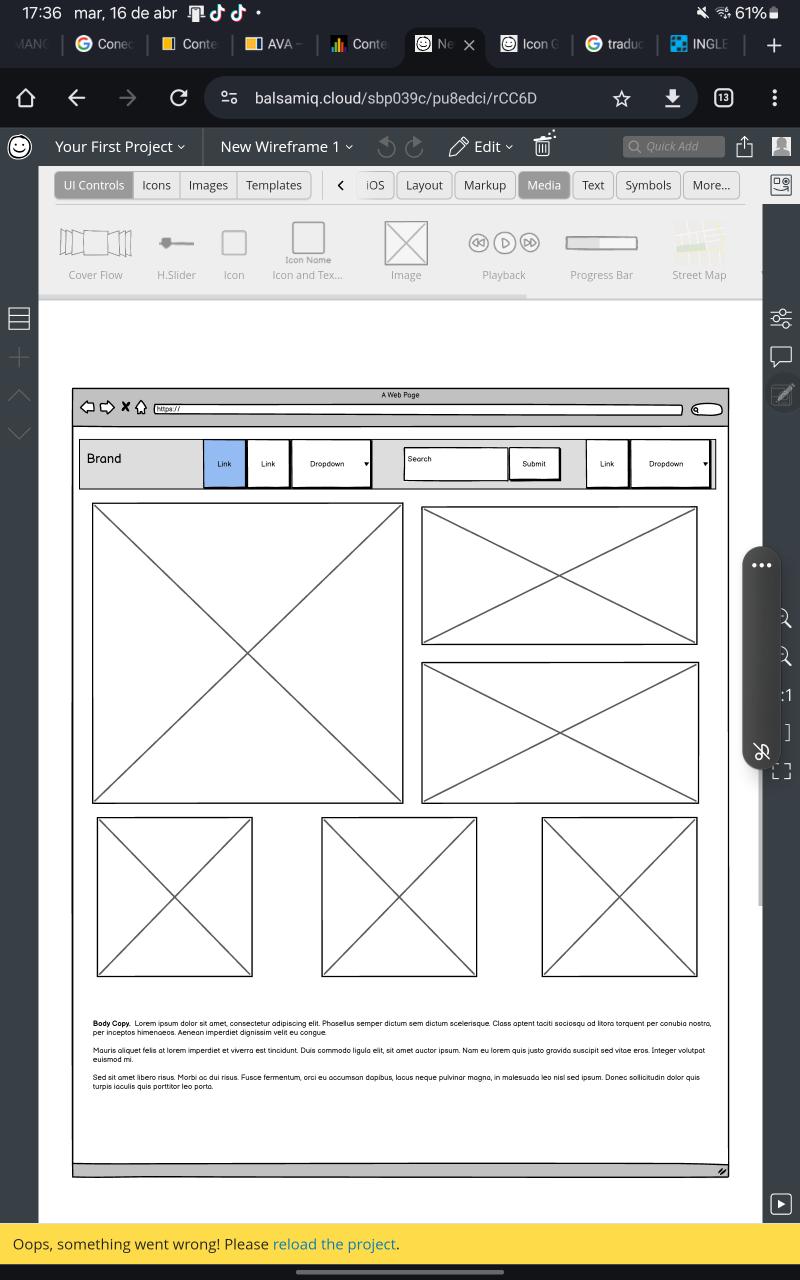 17:36 mar, 16 de abr
61%
MANC
Conec
Conte
AVA –
Conte
Ne
Icon G
traduc
INGLE
balsamiq.cloud/sbp039c/pu8edci/rCC6D
13
Your First Project
New Wireframe 1
Edit
Quick Add
UI Controls
Icons
Images
Templates
iOS
Layout
Markup
Media
Text
Symbols
More...
Icon Name
Cover Flow
H.Slider
Icon
Icon and Tex...
Image
Playback
Progress Bar
Street Map
A Web Page
https://
Brand
Link
Link
Dropdown
Search
Submit
Link
Dropdown
:1
Body Copy. Lorem ipsum dolor sit amet, consectetur adipiscing elit. Phasellus semper dictum sem dictum scelerisque. Class aptent taciti sociosqu ad litora torquent per conubia nostra,
per inceptos himenaeos. Aenean imperdiet dignissim velit eu congue.
Mauris aliquet felis at lorem imperdiet et viverra est tincidunt. Duis commodo ligula elit, sit amet auctor ipsum. Nam eu lorem quis justo gravida suscipit sed vitae eros. Integer volutpat
euismod mi.
Sed sit amet libero risus. Morbi ac dui risus. Fusce fermentum, orci eu accumsan dapibus, lacus neque pulvinar magna, in malesuada leo nisl sed ipsum. Donec sollicitudin dolor quis
turpis iaculis quis porttitor leo porta.
Oops, something went wrong! Please reload the project.